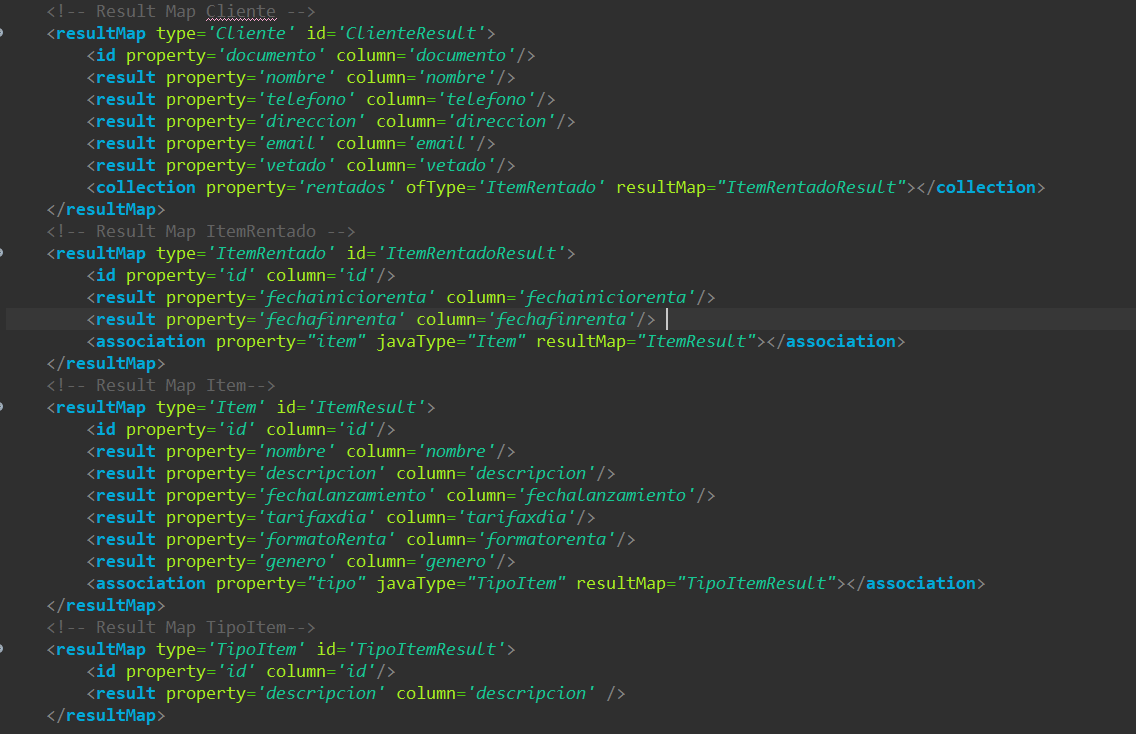 <!-- Result Map Cliente -->
<resultMap type='Cliente' id='ClienteResult'>
    <id property='documento' column='documento'/>
    <result property='nombre' column='nombre'/>
    <result property='telefono' column='telefono'/>
    <result property='direccion' column='direccion'/>
    <result property='email' column='email'/>
    <result property='vetado' column='vetado'/>
    <collection property='rentados' ofType='ItemRentado' resultMap="ItemRentadoResult"></collection>
</resultMap>
<!-- Result Map ItemRentado -->
<resultMap type='ItemRentado' id='ItemRentadoResult'>
    <id property='id' column='id'/>
    <result property='fechainiciorenta' column='fechainiciorenta'/>
    <result property='fechafinrenta' column='fechafinrenta'/>
    <association property="item" javaType="Item" resultMap="ItemResult"></association>
</resultMap>
<!-- Result Map Item-->
<resultMap type='Item' id='ItemResult'>
    <id property='id' column='id'/>
    <result property='nombre' column='nombre'/>
    <result property='descripcion' column='descripcion'/>
    <result property='fechalanzamiento' column='fechalanzamiento'/>
    <result property='tarifaxdia' column='tarifaxdia'/>
    <result property='formatoRenta' column='formatorenta'/>
    <result property='genero' column='genero'/>
    <association property="tipo" javaType="TipoItem" resultMap="TipoItemResult"></association>
</resultMap>
<!-- Result Map TipoItem-->
<resultMap type='TipoItem' id='TipoItemResult'>
    <id property='id' column='id'/>
    <result property='descripcion' column='descripcion' />
</resultMap>